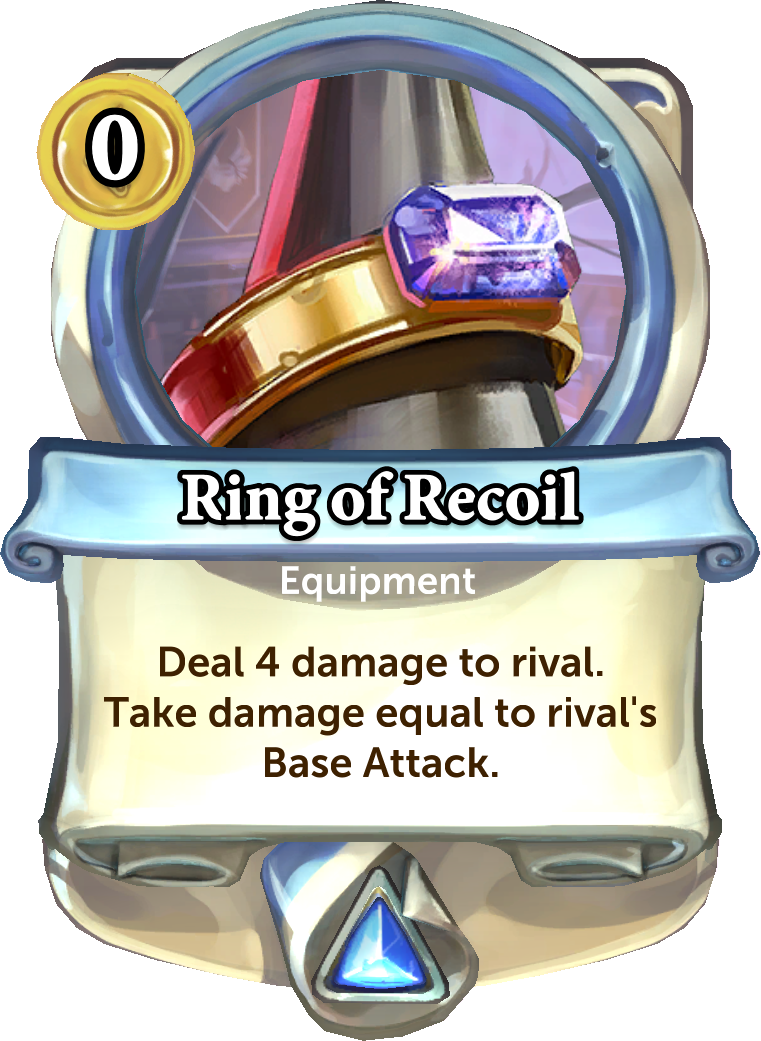 0
Ring of Recoil
Equipment
Deal 4 damage to rival.
Take damage equal to rival's
Base Attack.